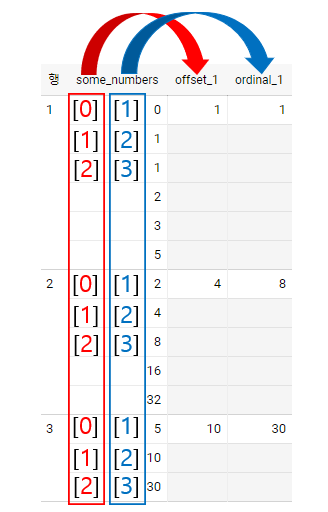 행 some_numbers offset_1 ordinal_1
1 [0] [1] 0 1 1
[1] [2] 1
[2] [3] 1
2
3
5
2 [0] [1] 2 4 8
[1] [2] 4
[2] [3] 8
16
32
3 [0] [1] 5 10 30
[1] [2] 10
[2] [3] 30